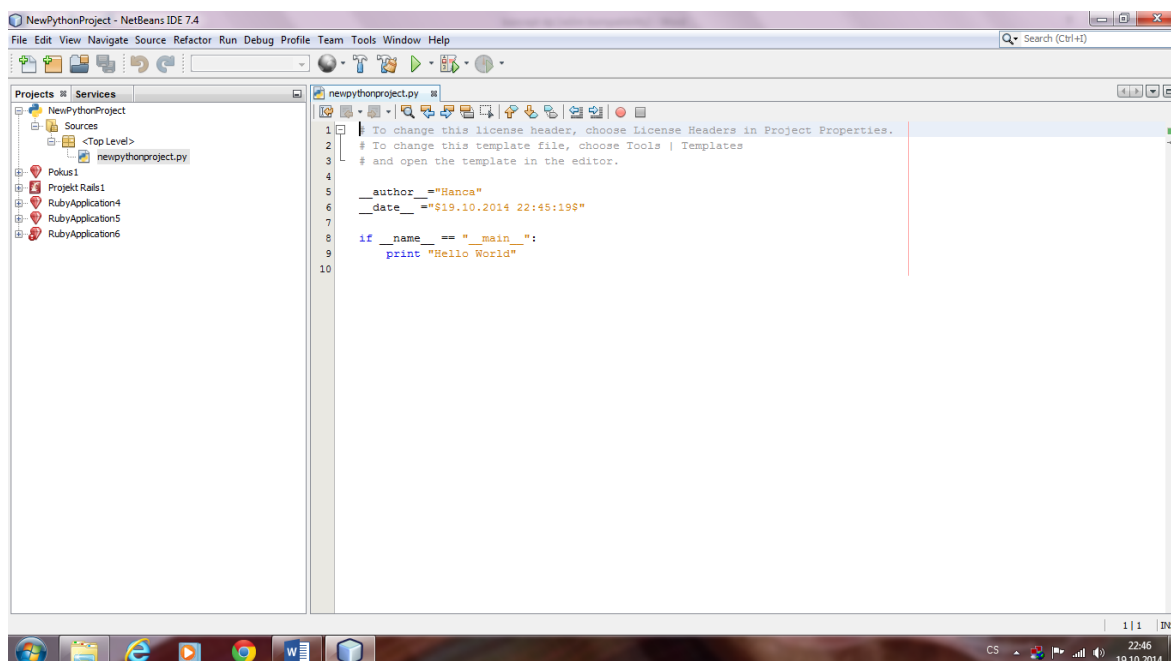 NewPythonProject - NetBeans IDE 7.4
File Edit View Navigate Source Refactor Run Debug Profile Team Tools Window Help
Search (Ctrl+I)
Projects Services
newpythonproject.py
NewPythonProject
Sources
<Top Level>
newpythonproject.py
Pokus1
Projekt Rails1
RubyApplication4
RubyApplication5
RubyApplication6
1 # To change this license header, choose License Headers in Project Properties.
2 # To change this template file, choose Tools | Templates
3 # and open the template in the editor.
4
5 __author__="Hanca"
6 __date__ ="$19.10.2014 22:45:19$"
7
8 if __name__ == "__main__":
9 print "Hello World"
10
1|1 IN
CS 22:46
19.10.2014